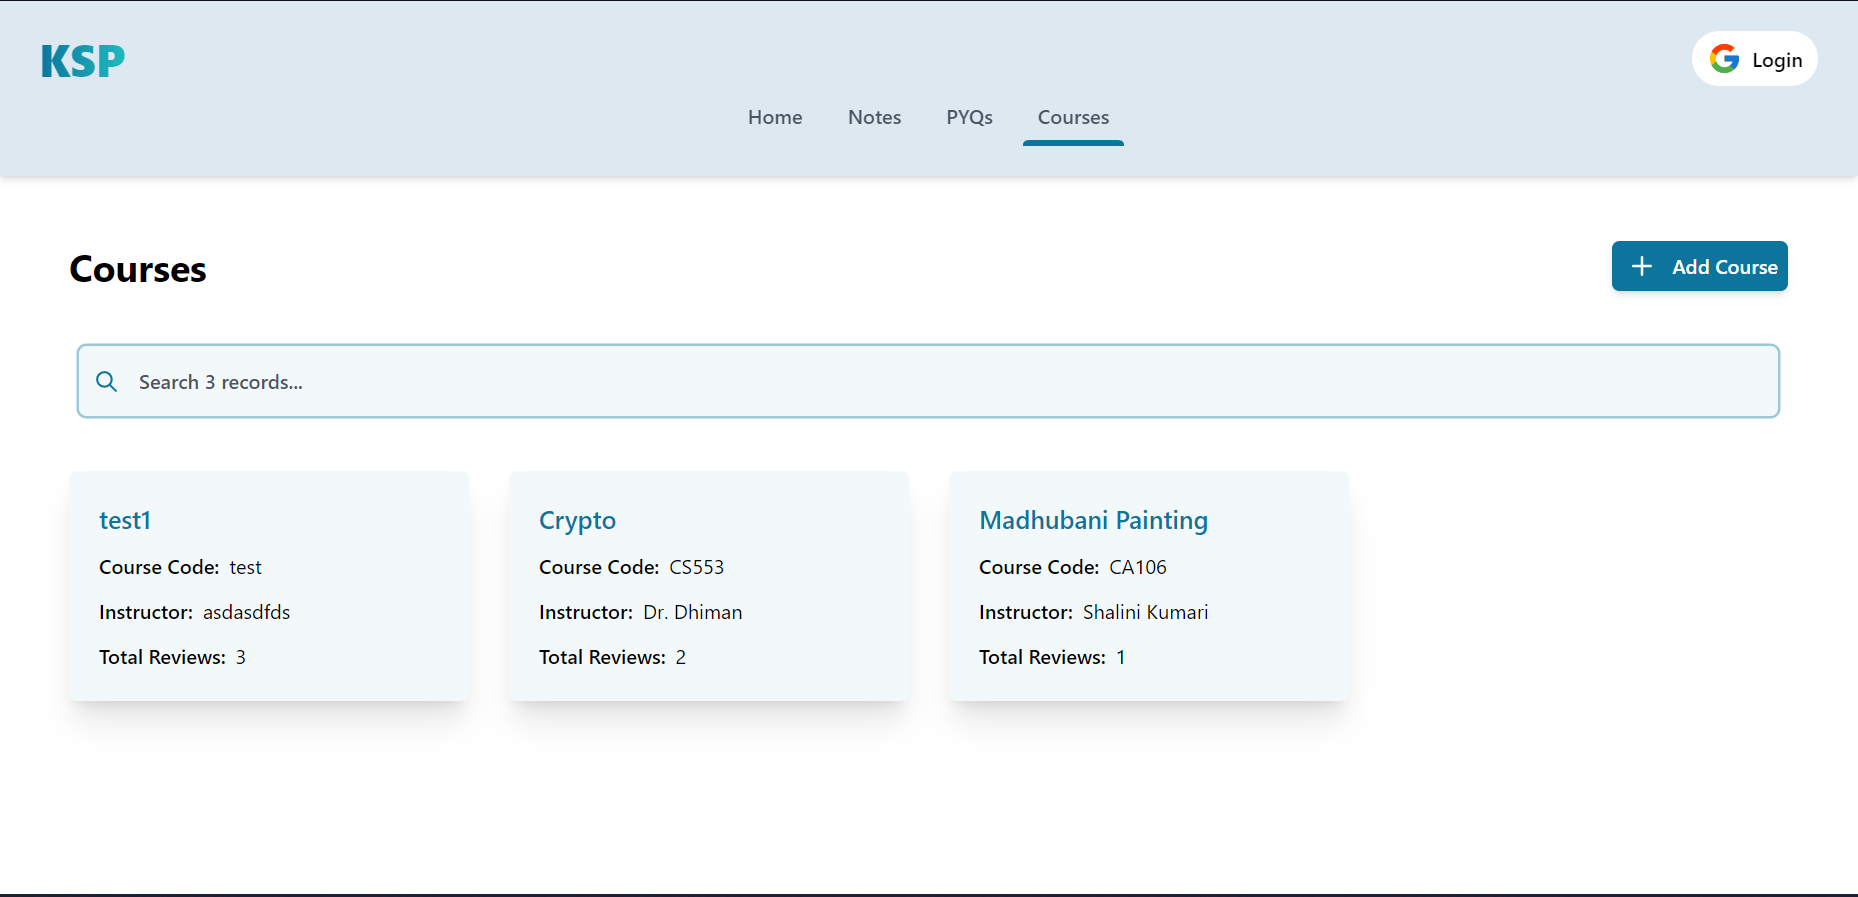 KSP
Login
Home Notes PYQs Courses
Courses
Add Course
Search 3 records...
test1
Course Code: test
Instructor: asdasdfds
Total Reviews: 3
Crypto
Course Code: CS553
Instructor: Dr. Dhiman
Total Reviews: 2
Madhubani Painting
Course Code: CA106
Instructor: Shalini Kumari
Total Reviews: 1